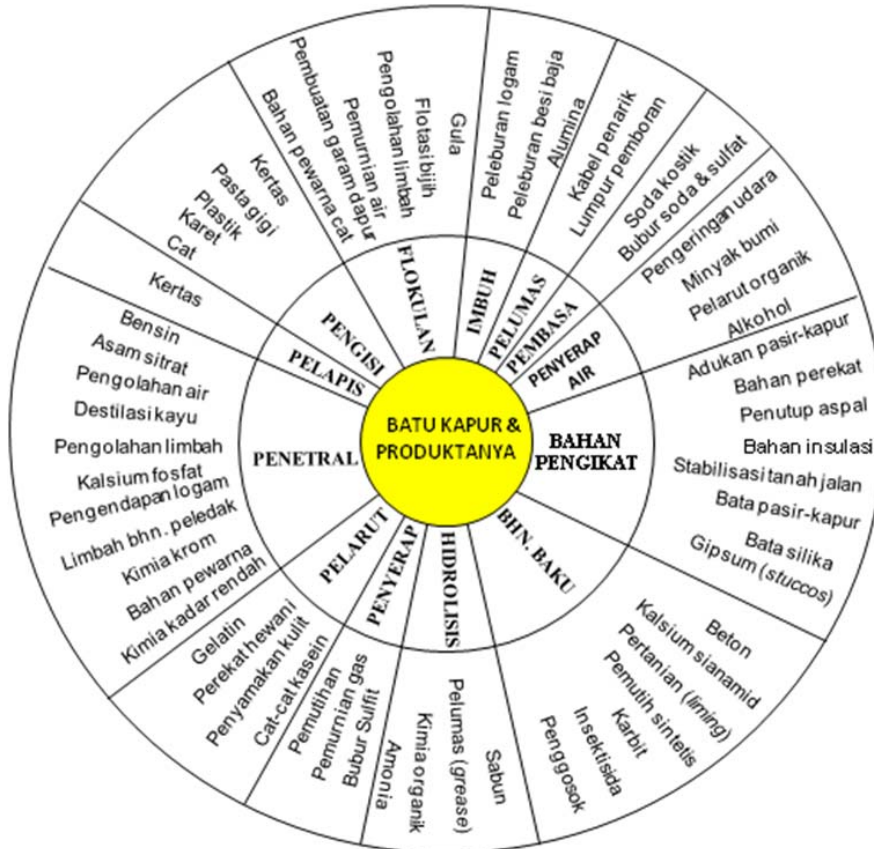 BATU KAPUR &
PRODUKTANYA
FLOKULAN
Bahan pewarna cat
Pembuatan garam dapur
Pemurnian air
Pengolahan limbah
Flotasi bijih
Gula
IMBUH
Peleburan logam
Peleburan besi baja
Alumina
PELUMAS
Kabel penarik
Lumpur pemboran
PEMBASA
Soda kostik
Bubur soda & sulfat
PENYERAP
AIR
Pengeringan udara
Minyak bumi
Pelarut organik
Alkohol
BAHAN
PENGIKAT
Adukan pasir-kapur
Bahan perekat
Penutup aspal
Bahan insulasi
Stabilisasi tanah jalan
Bata pasir-kapur
Bata silika
Gipsum (stuccos)
BHN. BAKU
Beton
Kalsium sianamid
Pertanian (liming)
Pemutih sintetis
Karbit
Insektisida
Penggosok
HIDROLISIS
Sabun
Pelumas (grease)
Kimia organik
Amonia
PENYERAP
Pemutihan
Pemurnian gas
Bubur Sulfit
PELARUT
Gelatin
Perekat hewani
Penyamakan kulit
Cat-cat kasein
PENETRAL
Bensin
Asam sitrat
Pengolahan air
Destilasi kayu
Pengolahan limbah
Kalsium fosfat
Pengendapan logam
Limbah bhn. peledak
Kimia krom
Bahan pewarna
Kimia kadar rendah
PELAPIS
Kertas
PENGISI
Kertas
Pasta gigi
Plastik
Karet
Cat